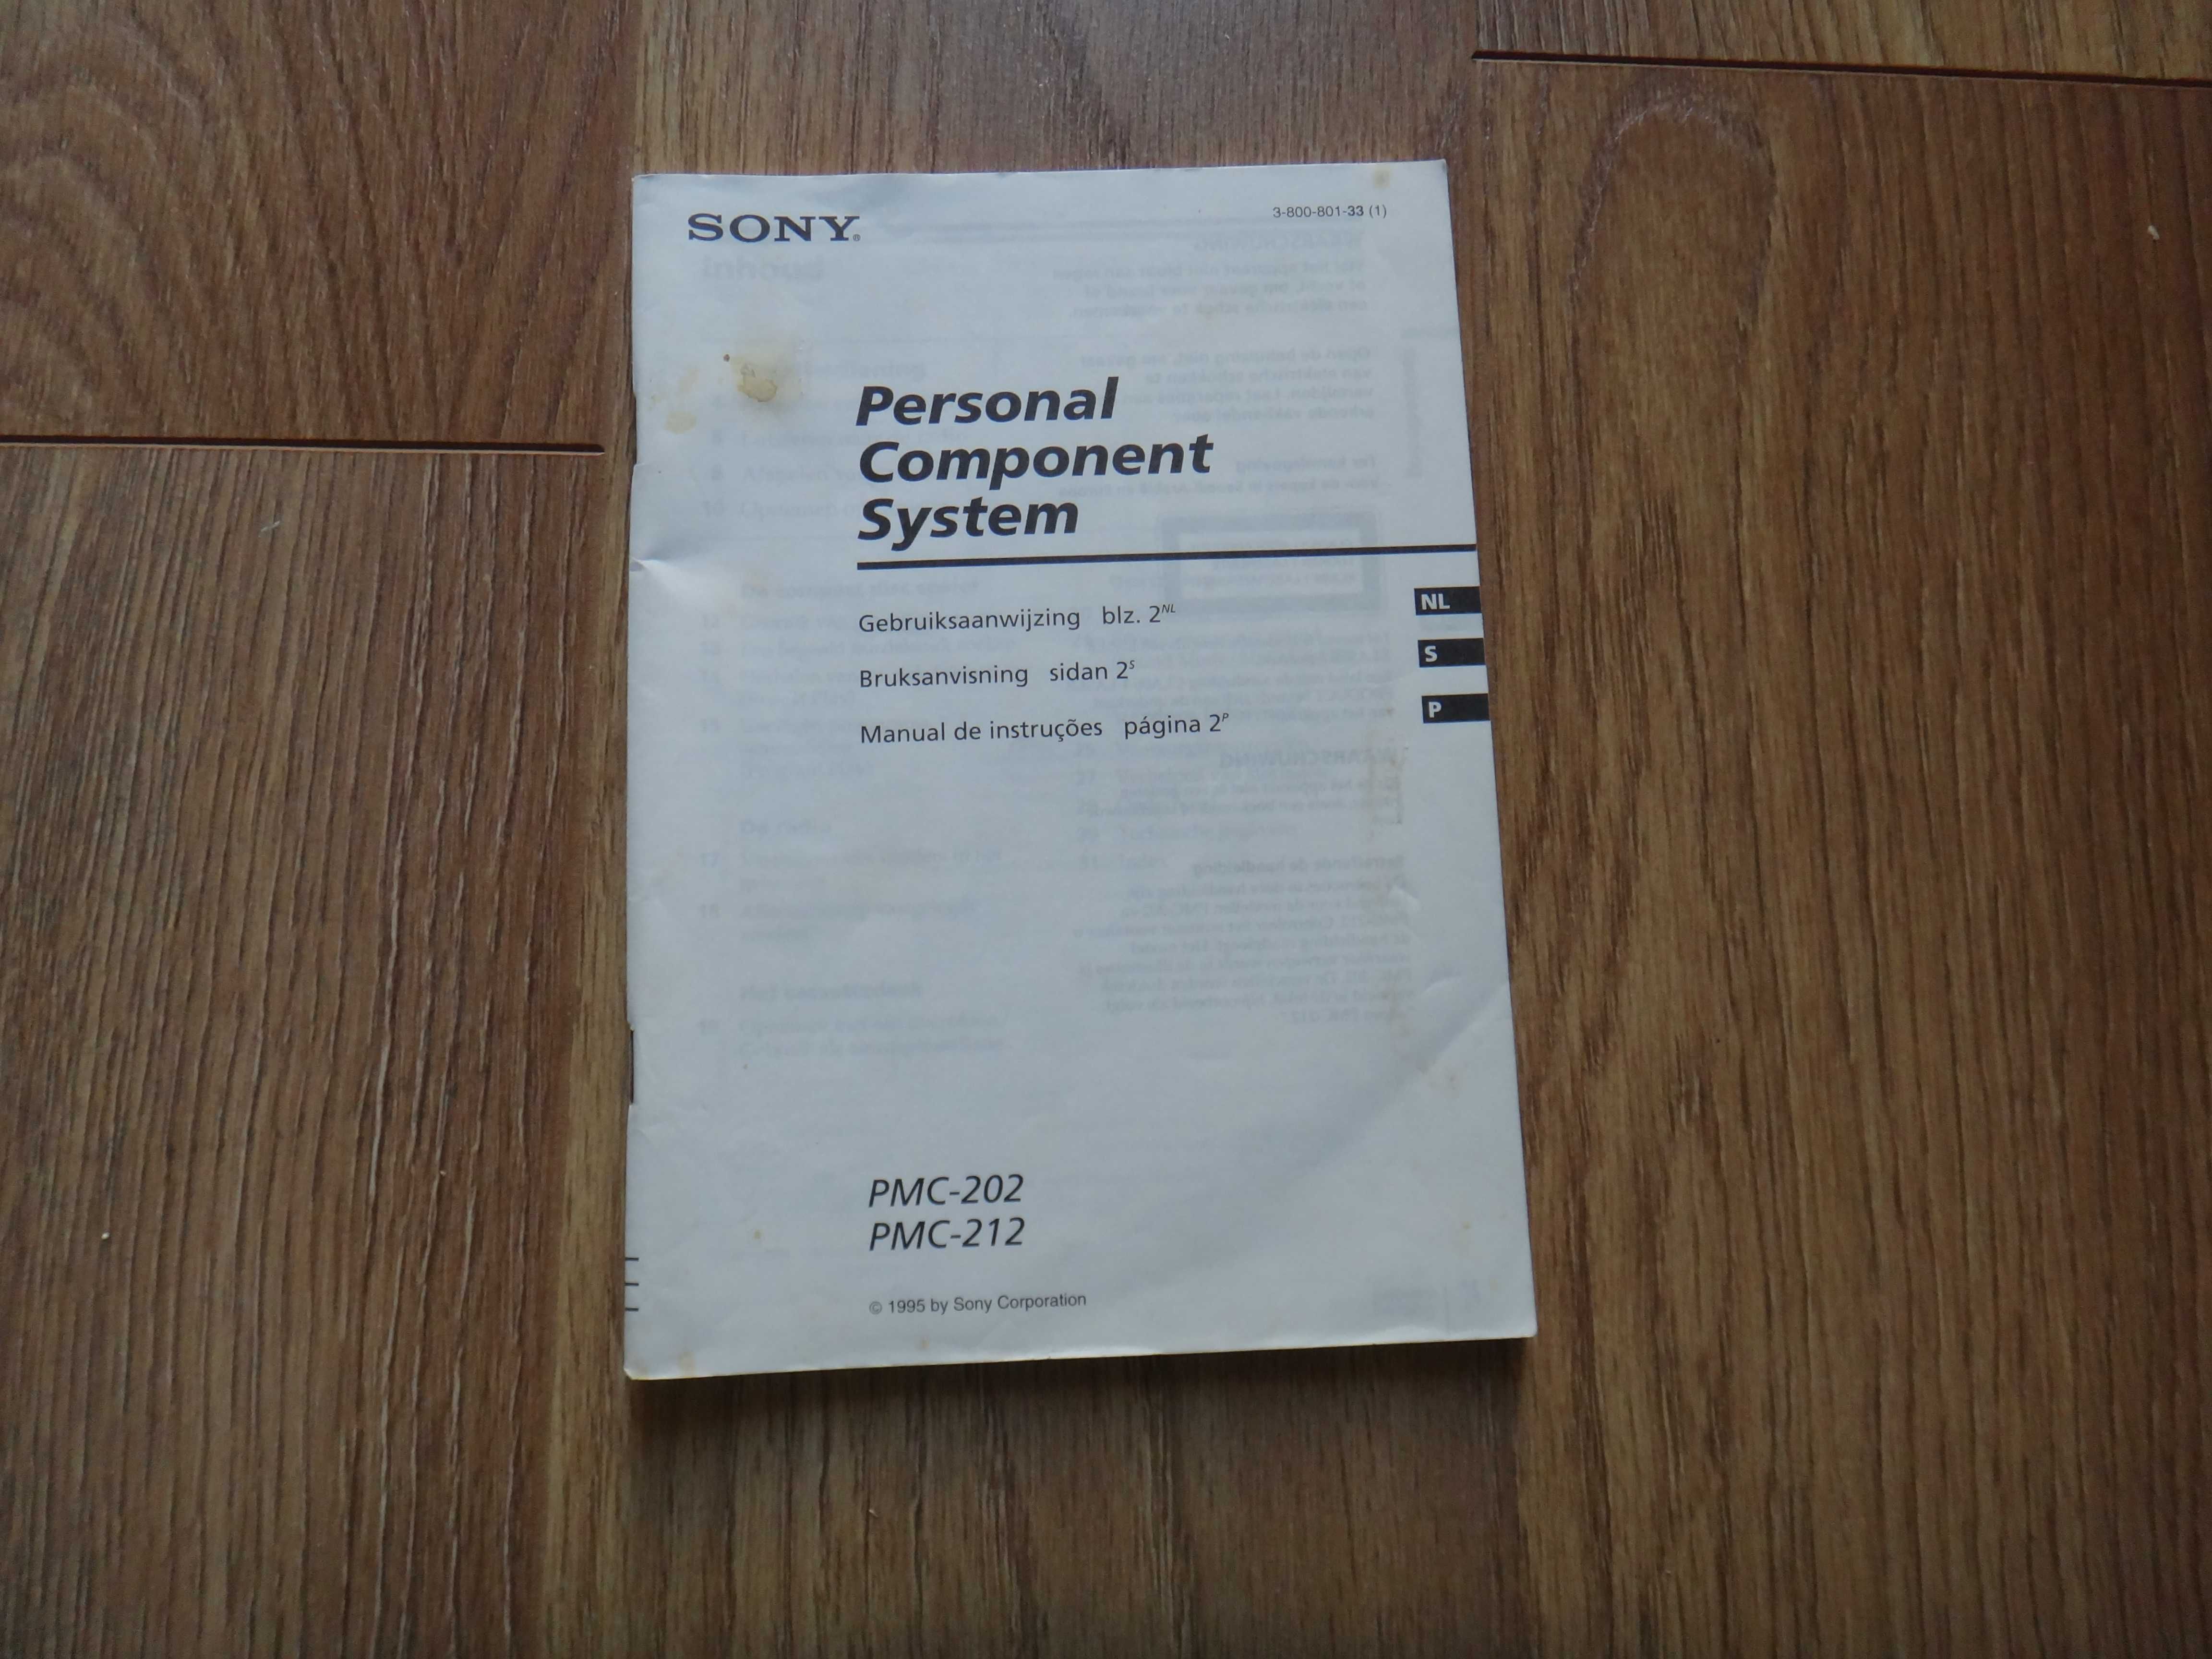 SONY®
3-800-801-33 (1)
Personal
Component
System
Gebruiksaanwijzing blz. 2NL
Bruksanvisning sidan 2S
Manual de instruções página 2P
NL
S
P
PMC-202
PMC-212
© 1995 by Sony Corporation